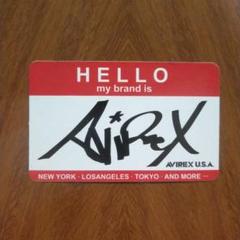 HELLO
my brand is
AViReX
AVIREX U.S.A.
NEW YORK · LOSANGELES · TOKYO · AND MORE ···